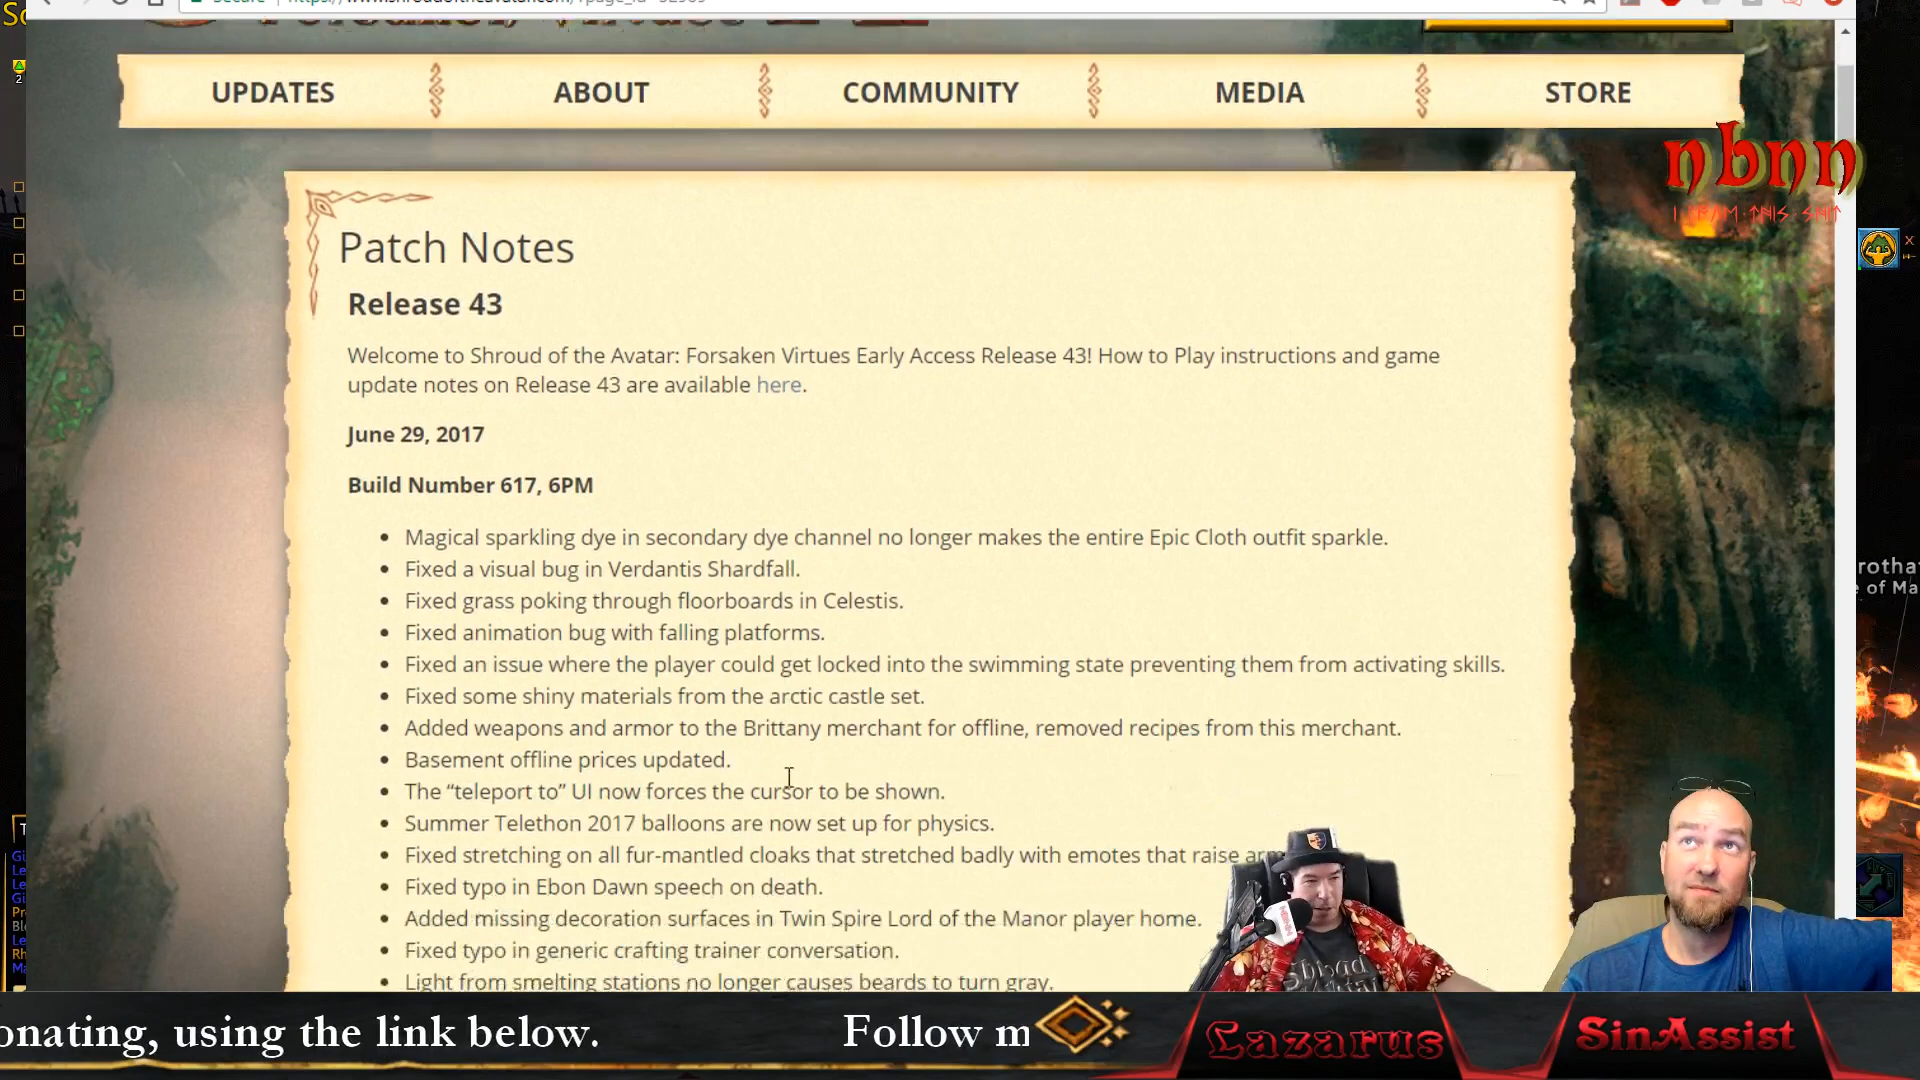 UPDATES
ABOUT
COMMUNITY
MEDIA
STORE
nbnn
Patch Notes
Release 43
Welcome to Shroud of the Avatar: Forsaken Virtues Early Access Release 43! How to Play instructions and game
update notes on Release 43 are available here.
June 29, 2017
Build Number 617, 6PM
• Magical sparkling dye in secondary dye channel no longer makes the entire Epic Cloth outfit sparkle.
• Fixed a visual bug in Verdantis Shardfall.
• Fixed grass poking through floorboards in Celestis.
• Fixed animation bug with falling platforms.
• Fixed an issue where the player could get locked into the swimming state preventing them from activating skills.
• Fixed some shiny materials from the arctic castle set.
• Added weapons and armor to the Brittany merchant for offline, removed recipes from this merchant.
• Basement offline prices updated.
• The “teleport to” UI now forces the cursor to be shown.
• Summer Telethon 2017 balloons are now set up for physics.
• Fixed stretching on all fur-mantled cloaks that stretched badly with emotes that raise
• Fixed typo in Ebon Dawn speech on death.
• Added missing decoration surfaces in Twin Spire Lord of the Manor player home.
• Fixed typo in generic crafting trainer conversation.
• Light from smelting stations no longer causes beards to turn gray.
onating, using the link below.
Follow m
Lazarus
SinAssist